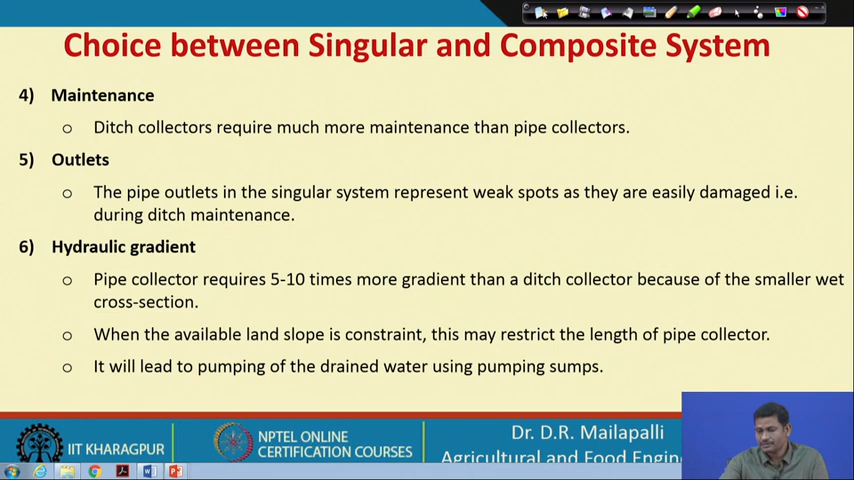 Choice between Singular and Composite System
4) Maintenance
o Ditch collectors require much more maintenance than pipe collectors.
5) Outlets
o The pipe outlets in the singular system represent weak spots as they are easily damaged i.e.
during ditch maintenance.
6) Hydraulic gradient
o Pipe collector requires 5-10 times more gradient than a ditch collector because of the smaller wet
cross-section.
o When the available land slope is constraint, this may restrict the length of pipe collector.
o It will lead to pumping of the drained water using pumping sumps.
IIT KHARAGPUR
NPTEL ONLINE
CERTIFICATION COURSES
Dr. D.R. Mailapalli
Agricultural and Food Engine